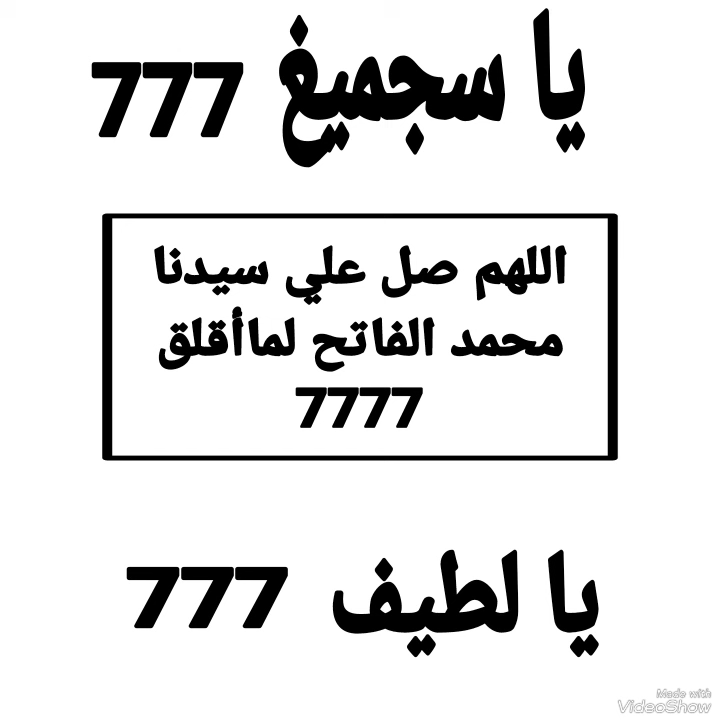 يا سجميغ 777
اللهم صل علي سيدنا
محمد الفاتح لماأقلق
7777
يا لطيف 777
Made with
VideoShow